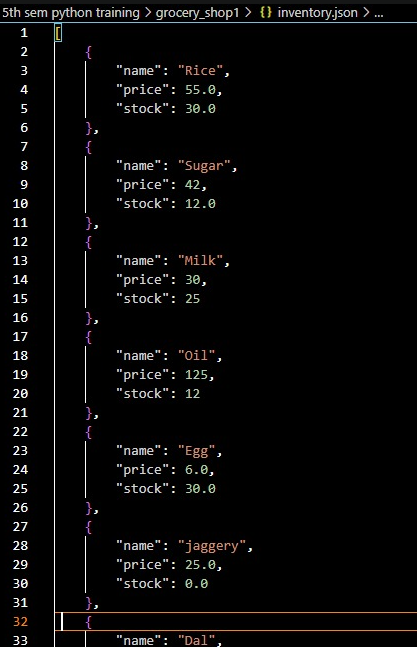 5th sem python training > grocery_shop1 > {} inventory.json > ...
1 [
2 {
3 "name": "Rice",
4 "price": 55.0,
5 "stock": 30.0
6 },
7 {
8 "name": "Sugar",
9 "price": 42,
10 "stock": 12.0
11 },
12 {
13 "name": "Milk",
14 "price": 30,
15 "stock": 25
16 },
17 {
18 "name": "Oil",
19 "price": 125,
20 "stock": 12
21 },
22 {
23 "name": "Egg",
24 "price": 6.0,
25 "stock": 30.0
26 },
27 {
28 "name": "jaggery",
29 "price": 25.0,
30 "stock": 0.0
31 },
32 {
33 "name": "Dal",